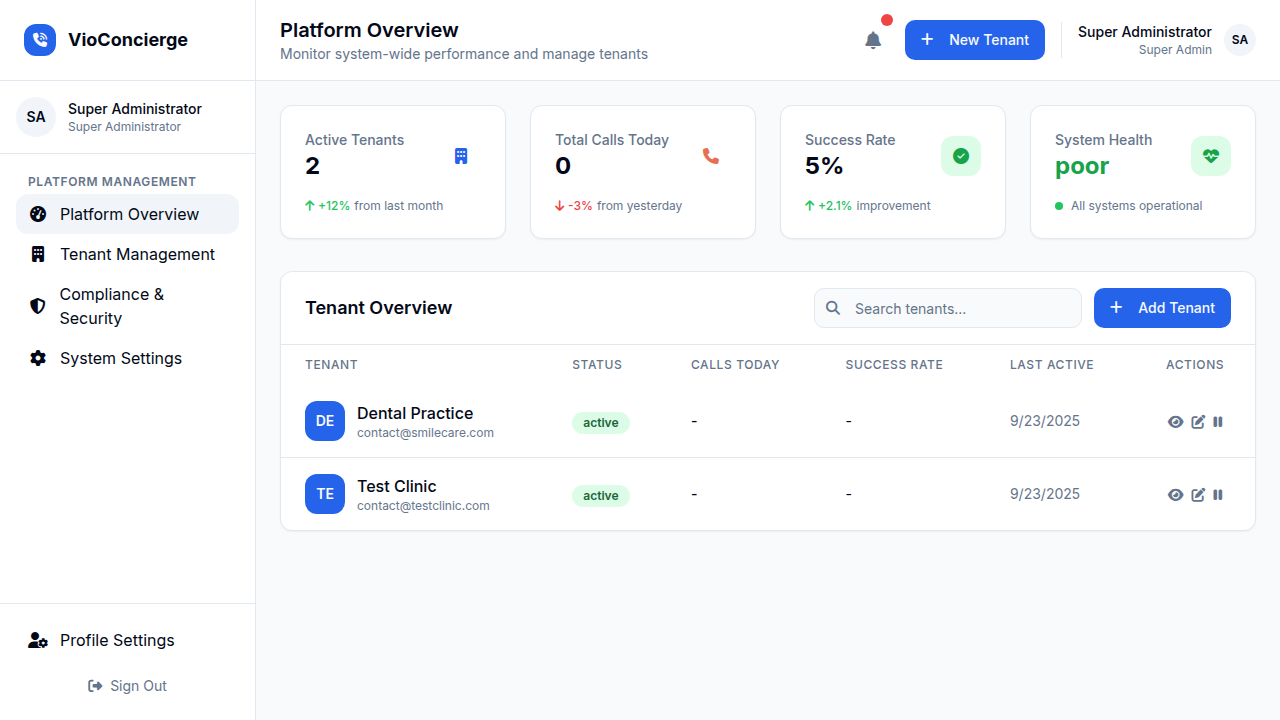 VioConcierge
SA
Super Administrator
Super Administrator
PLATFORM MANAGEMENT
Platform Overview
Tenant Management
Compliance &
Security
System Settings
Profile Settings
Sign Out
Platform Overview
Monitor system-wide performance and manage tenants
+ New Tenant
Super Administrator
Super Admin
SA
Active Tenants
2
+12% from last month
Total Calls Today
0
-3% from yesterday
Success Rate
5%
+2.1% improvement
System Health
poor
All systems operational
Tenant Overview
Search tenants...
+ Add Tenant
TENANT STATUS CALLS TODAY SUCCESS RATE LAST ACTIVE ACTIONS
DE Dental Practice active - - 9/23/2025
contact@smilecare.com
TE Test Clinic active - - 9/23/2025
contact@testclinic.com